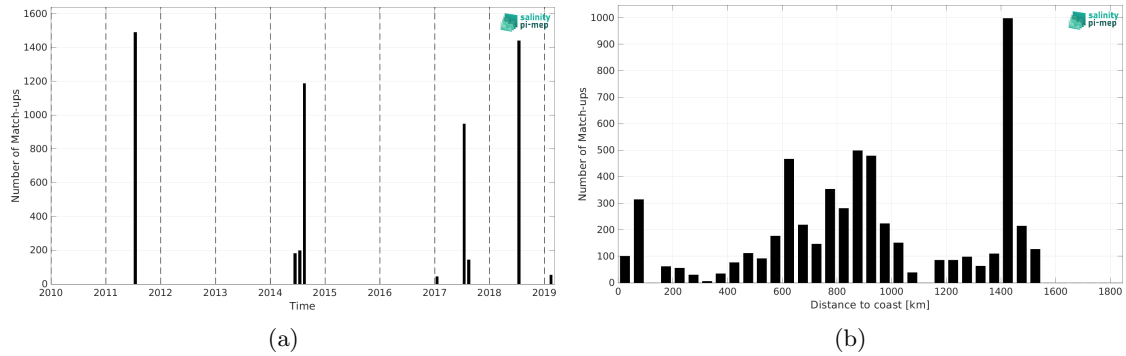 salinity
pi-mep
1600
1400
1200
1000
800
600
400
200
0
Number of Match-ups
2010 2011 2012 2013 2014 2015 2016 2017 2018 2019
Time
(a)
salinity
pi-mep
1000
900
800
700
600
500
400
300
200
100
0
Number of Match-ups
0 200 400 600 800 1000 1200 1400 1600 1800
Distance to coast [km]
(b)